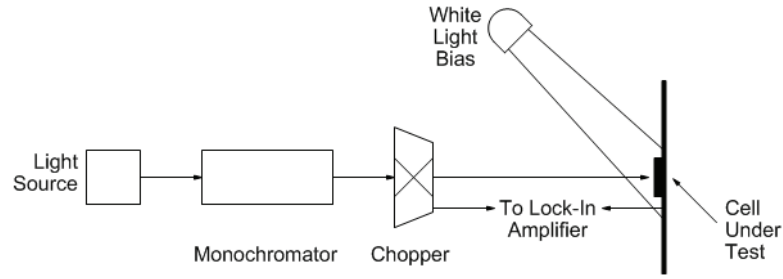 White
Light
Bias
Light
Source
Monochromator
Chopper
To Lock-In
Amplifier
Cell
Under
Test